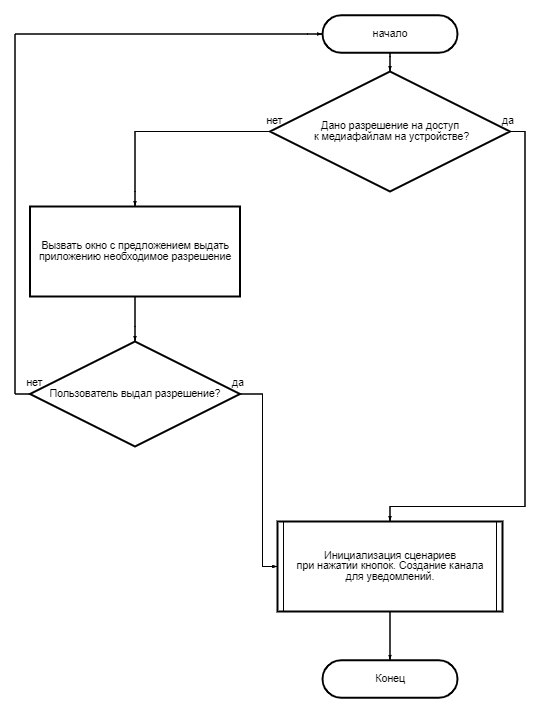 начало
Дано разрешение на доступ
к медиафайлам на устройстве?
нет
да
Вызвать окно с предложением выдать
приложению необходимое разрешение
Пользователь выдал разрешение?
нет
да
Инициализация сценариев
при нажатии кнопок. Создание канала
для уведомлений.
Конец